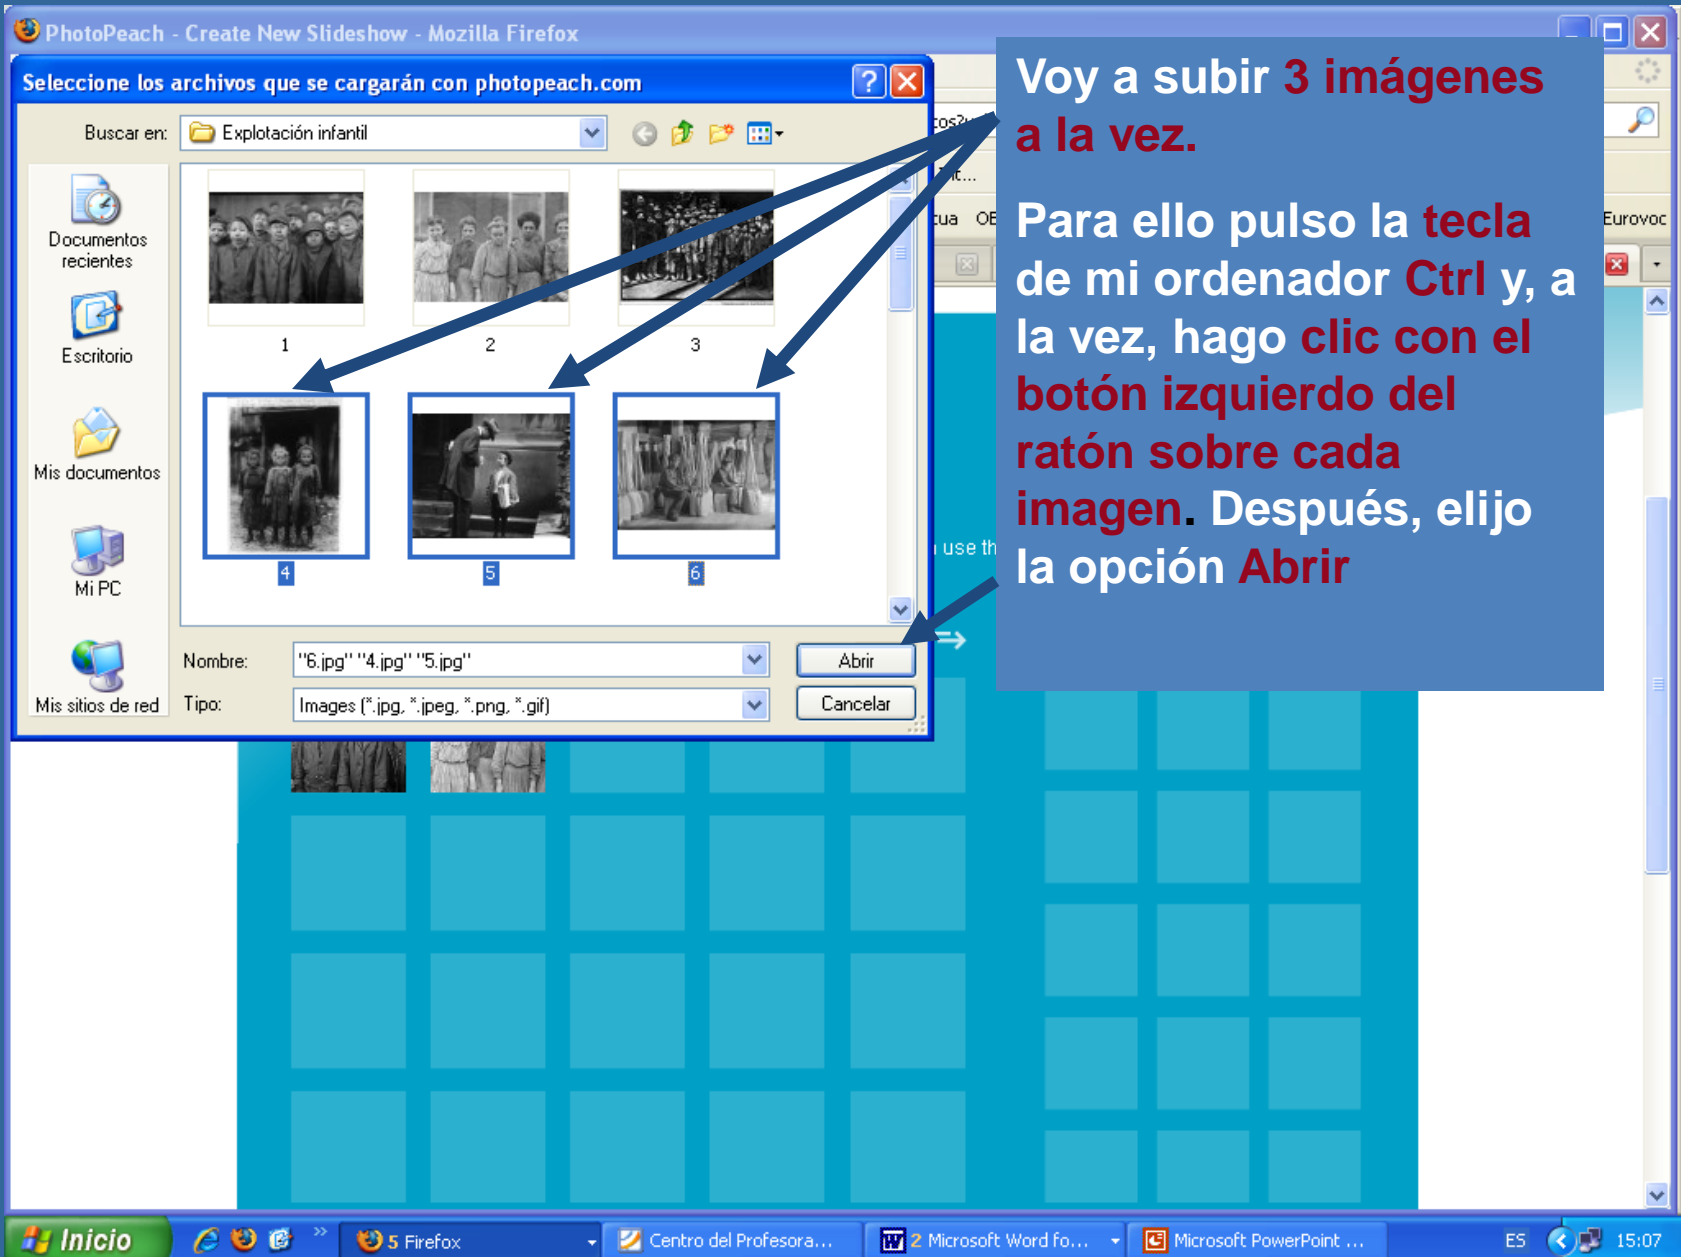 PhotoPeach - Create New Slideshow - Mozilla Firefox
Seleccione los archivos que se cargarán con photopeach.com
Buscar en:
Explotación infantil
Documentos
recientes
Escritorio
Mis documentos
Mi PC
Mis sitios de red
1
2
3
4
5
6
Nombre:
"6.jpg" "4.jpg" "5.jpg"
Abrir
Tipo:
Images (*.jpg, *.jpeg, *.png, *.gif)
Cancelar
Voy a subir 3 imágenes
a la vez.
Para ello pulso la tecla
de mi ordenador Ctrl y, a
la vez, hago clic con el
botón izquierdo del
ratón sobre cada
imagen. Después, elijo
la opción Abrir
Eurovoc
use
Inicio
5 Firefox
Centro del Profesora...
2 Microsoft Word fo...
Microsoft PowerPoint ...
ES
15:07